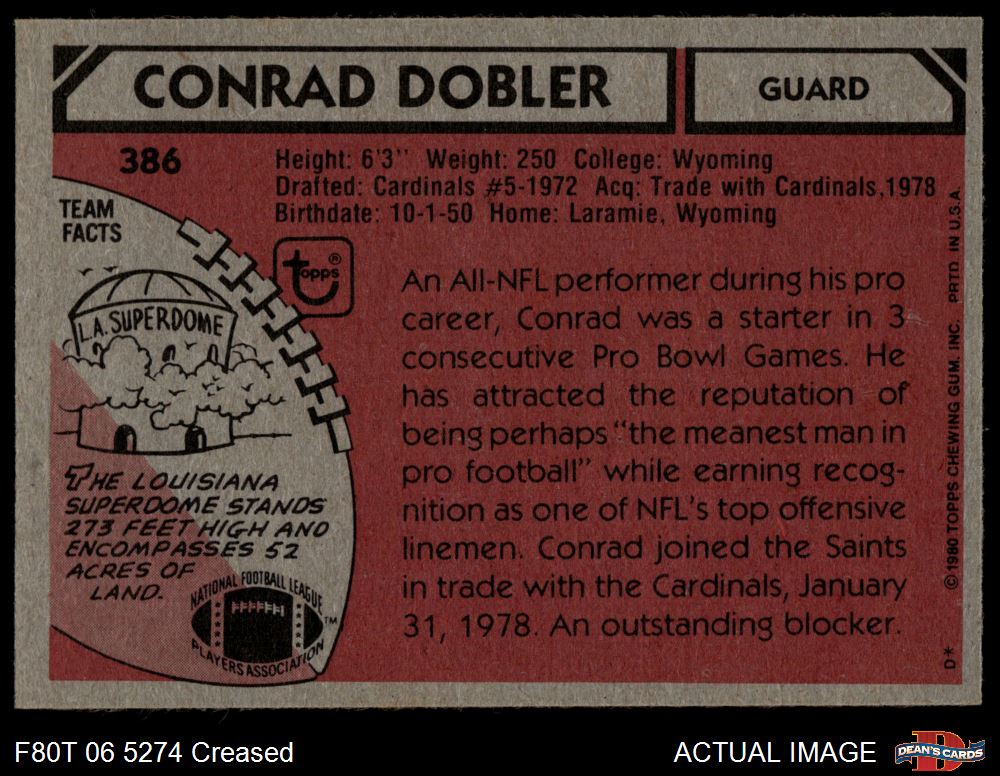 CONRAD DOBLER
GUARD
386
Height: 6'3'' Weight: 250 College: Wyoming
Drafted: Cardinals #5-1972 Acq: Trade with Cardinals,1978
Birthdate: 10-1-50 Home: Laramie, Wyoming
TEAM
FACTS
topps®
L.A. SUPERDOME
THE LOUISIANA
SUPERDOME STANDS
273 FEET HIGH AND
ENCOMPASSES 52
ACRES OF
LAND.
NATIONAL FOOTBALL LEAGUE
PLAYERS ASSOCIATION
TM
An All-NFL performer during his pro
career, Conrad was a starter in 3
consecutive Pro Bowl Games. He
has attracted the reputation of
being perhaps "the meanest man in
pro football" while earning recog-
nition as one of NFL's top offensive
linemen. Conrad joined the Saints
in trade with the Cardinals, January
31, 1978. An outstanding blocker.
D* ©1980 TOPPS CHEWING GUM, INC. PRTD. IN U.S.A.
F80T 06 5274 Creased
ACTUAL IMAGE
D
DEAN'S CARDS